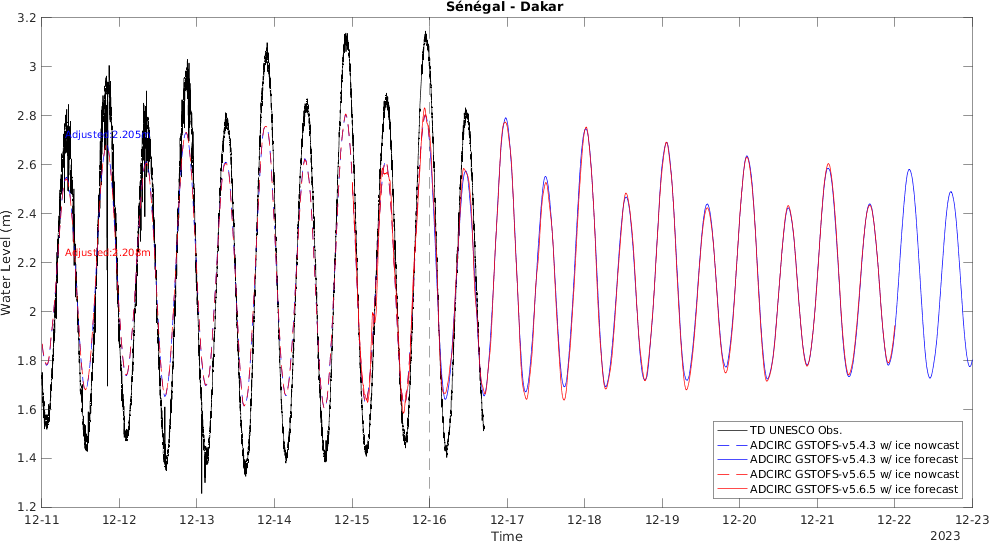 Sénégal - Dakar
3.2
3
2.8
2.6
2.4
2.2
2
1.8
1.6
1.4
1.2
Water Level (m)
Adjusted:2.205m
Adjusted:2.208m
TD UNESCO Obs.
ADCIRC GSTOFS-v5.4.3 w/ ice nowcast
ADCIRC GSTOFS-v5.4.3 w/ ice forecast
ADCIRC GSTOFS-v5.6.5 w/ ice nowcast
ADCIRC GSTOFS-v5.6.5 w/ ice forecast
12-11 12-12 12-13 12-14 12-15 12-16 12-17 12-18 12-19 12-20 12-21 12-22 12-23
Time
2023